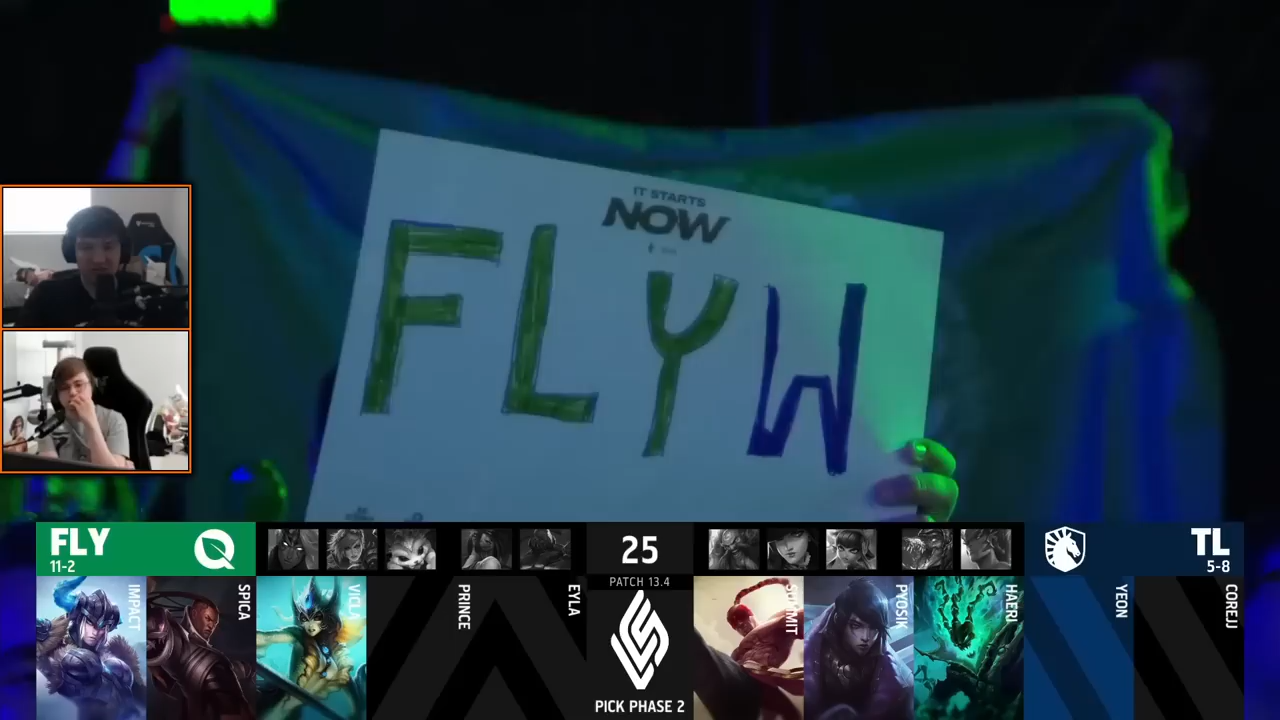 IT STARTS
NOW
FLYW
FLY
11-2
25
TL
5-8
PATCH 13.4
IMPACT
SPICA
VICLA
PRINCE
EYLA
SUMMIT
PYOSIK
HAERI
YEON
COREJJ
PICK PHASE 2